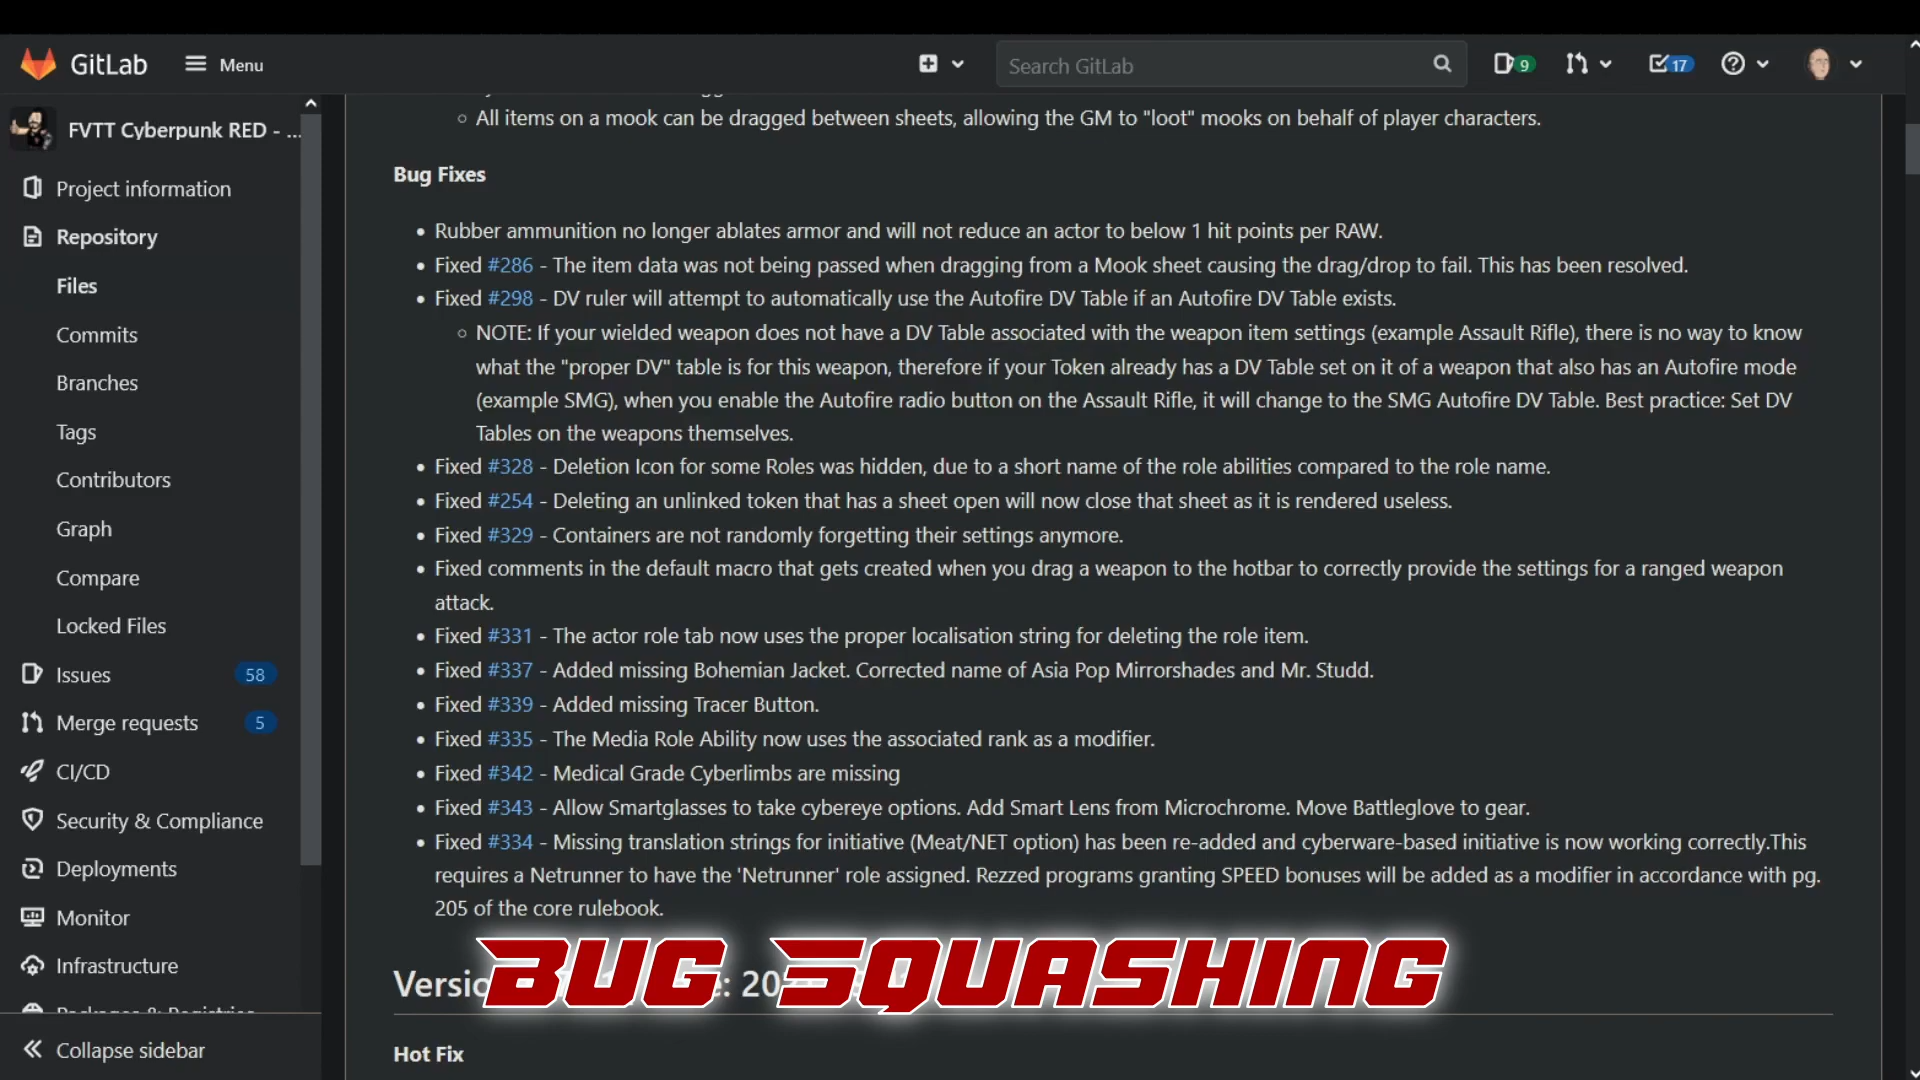 GitLab
Menu
Search GitLab
9
17
FVTT Cyberpunk RED - ...
Project information
Repository
Files
Commits
Branches
Tags
Contributors
Graph
Compare
Locked Files
Issues 58
Merge requests 5
CI/CD
Security & Compliance
Deployments
Monitor
Infrastructure
Packages & Registries
Collapse sidebar
All items on a mook can be dragged between sheets, allowing the GM to "loot" mooks on behalf of player characters.
Bug Fixes
Rubber ammunition no longer ablates armor and will not reduce an actor to below 1 hit points per RAW.
Fixed #286 - The item data was not being passed when dragging from a Mook sheet causing the drag/drop to fail. This has been resolved.
Fixed #298 - DV ruler will attempt to automatically use the Autofire DV Table if an Autofire DV Table exists.
NOTE: If your wielded weapon does not have a DV Table associated with the weapon item settings (example Assault Rifle), there is no way to know
what the "proper DV" table is for this weapon, therefore if your Token already has a DV Table set on it of a weapon that also has an Autofire mode
(example SMG), when you enable the Autofire radio button on the Assault Rifle, it will change to the SMG Autofire DV Table. Best practice: Set DV
Tables on the weapons themselves.
Fixed #328 - Deletion Icon for some Roles was hidden, due to a short name of the role abilities compared to the role name.
Fixed #254 - Deleting an unlinked token that has a sheet open will now close that sheet as it is rendered useless.
Fixed #329 - Containers are not randomly forgetting their settings anymore.
Fixed comments in the default macro that gets created when you drag a weapon to the hotbar to correctly provide the settings for a ranged weapon
attack.
Fixed #331 - The actor role tab now uses the proper localisation string for deleting the role item.
Fixed #337 - Added missing Bohemian Jacket. Corrected name of Asia Pop Mirrorshades and Mr. Studd.
Fixed #339 - Added missing Tracer Button.
Fixed #335 - The Media Role Ability now uses the associated rank as a modifier.
Fixed #342 - Medical Grade Cyberlimbs are missing
Fixed #343 - Allow Smartglasses to take cybereye options. Add Smart Lens from Microchrome. Move Battleglove to gear.
Fixed #334 - Missing translation strings for initiative (Meat/NET option) has been re-added and cyberware-based initiative is now working correctly.This
requires a Netrunner to have the 'Netrunner' role assigned. Rezzed programs granting SPEED bonuses will be added as a modifier in accordance with pg.
205 of the core rulebook.
Bug Squashing
Hot Fix